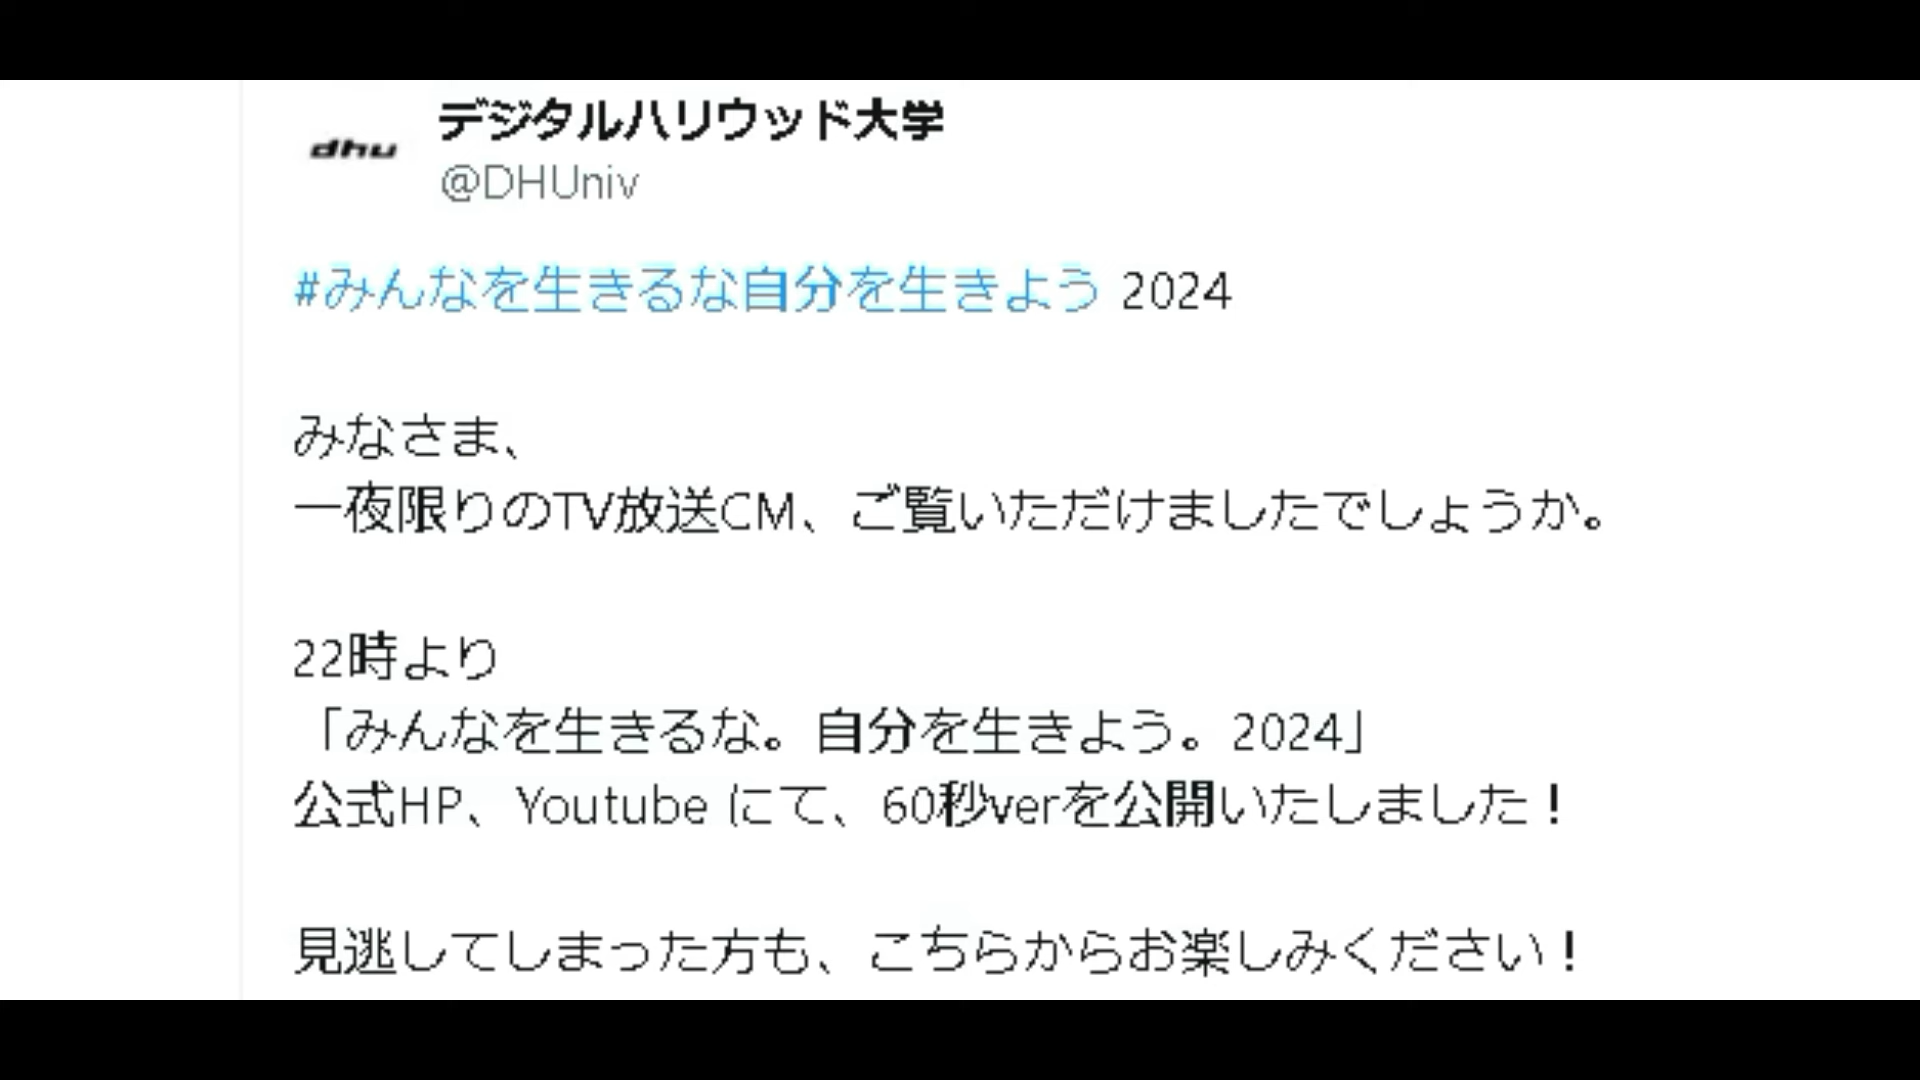 dhu
デジタルハリウッド大学
@DHUniv
#みんなを生きるな自分を生きよう 2024
みなさま、
一夜限りのTV放送CM、ご覧いただけましたでしょうか。
22時より
「みんなを生きるな。自分を生きよう。2024」
公式HP、Youtube にて、60秒verを公開いたしました！
見逃してしまった方も、こちらからお楽しみください！